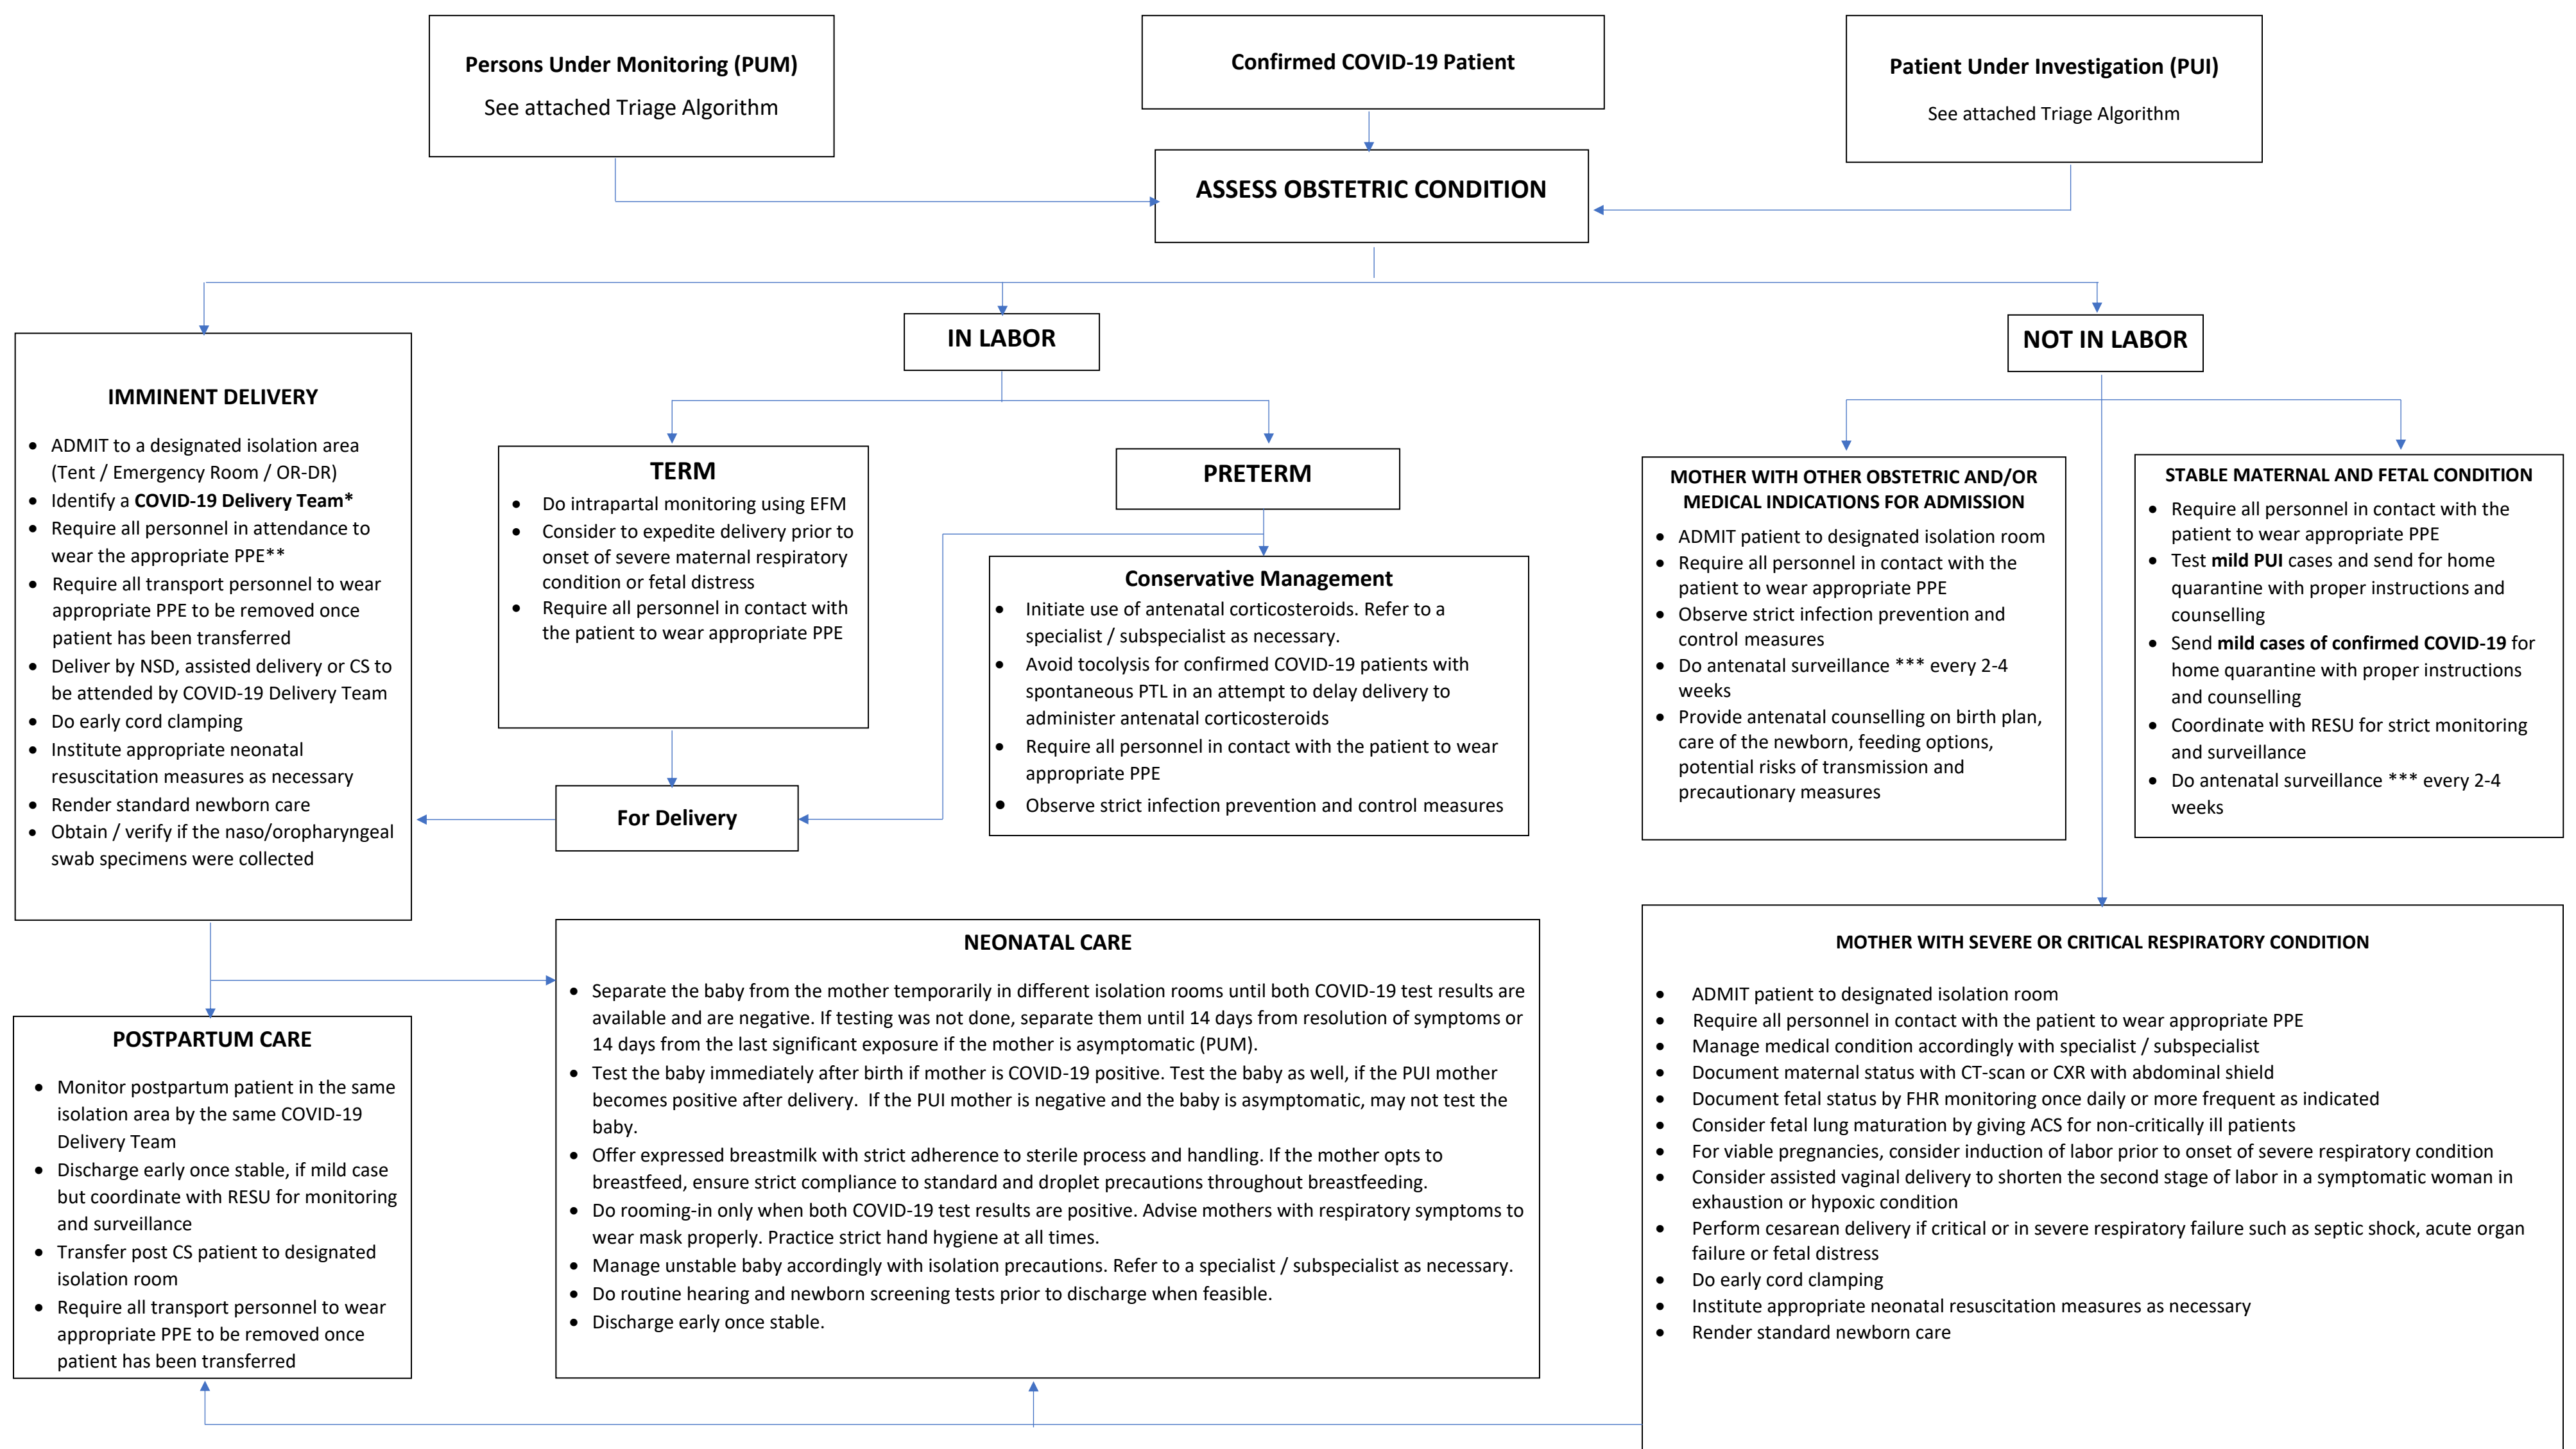 Persons Under Monitoring (PUM)
See attached Triage Algorithm
Confirmed COVID-19 Patient
Patient Under Investigation (PUI)
See attached Triage Algorithm
ASSESS OBSTETRIC CONDITION
IMMINENT DELIVERY
• ADMIT to a designated isolation area
(Tent / Emergency Room / OR-DR)
• Identify a COVID-19 Delivery Team*
• Require all personnel in attendance to
wear the appropriate PPE**
• Require all transport personnel to wear
appropriate PPE to be removed once
patient has been transferred
• Deliver by NSD, assisted delivery or CS to
be attended by COVID-19 Delivery Team
• Do early cord clamping
• Institute appropriate neonatal
resuscitation measures as necessary
• Render standard newborn care
• Obtain / verify if the naso/oropharyngeal
swab specimens were collected
IN LABOR
TERM
• Do intrapartal monitoring using EFM
• Consider to expedite delivery prior to
onset of severe maternal respiratory
condition or fetal distress
• Require all personnel in contact with
the patient to wear appropriate PPE
PRETERM
Conservative Management
• Initiate use of antenatal corticosteroids. Refer to a
specialist / subspecialist as necessary.
• Avoid tocolysis for confirmed COVID-19 patients with
spontaneous PTL in an attempt to delay delivery to
administer antenatal corticosteroids
• Require all personnel in contact with the patient to wear
appropriate PPE
• Observe strict infection prevention and control measures
For Delivery
NOT IN LABOR
MOTHER WITH OTHER OBSTETRIC AND/OR
MEDICAL INDICATIONS FOR ADMISSION
• ADMIT patient to designated isolation room
• Require all personnel in contact with the
patient to wear appropriate PPE
• Observe strict infection prevention and
control measures
• Do antenatal surveillance *** every 2-4
weeks
• Provide antenatal counselling on birth plan,
care of the newborn, feeding options,
potential risks of transmission and
precautionary measures
STABLE MATERNAL AND FETAL CONDITION
• Require all personnel in contact with the
patient to wear appropriate PPE
• Test mild PUI cases and send for home
quarantine with proper instructions and
counselling
• Send mild cases of confirmed COVID-19 for
home quarantine with proper instructions
and counselling
• Coordinate with RESU for strict monitoring
and surveillance
• Do antenatal surveillance *** every 2-4
weeks
POSTPARTUM CARE
• Monitor postpartum patient in the same
isolation area by the same COVID-19
Delivery Team
• Discharge early once stable, if mild case
but coordinate with RESU for monitoring
and surveillance
• Transfer post CS patient to designated
isolation room
• Require all transport personnel to wear
appropriate PPE to be removed once
patient has been transferred
NEONATAL CARE
• Separate the baby from the mother temporarily in different isolation rooms until both COVID-19 test results are
available and are negative. If testing was not done, separate them until 14 days from resolution of symptoms or
14 days from the last significant exposure if the mother is asymptomatic (PUM).
• Test the baby immediately after birth if mother is COVID-19 positive. Test the baby as well, if the PUI mother
becomes positive after delivery. If the PUI mother is negative and the baby is asymptomatic, may not test the
baby.
• Offer expressed breastmilk with strict adherence to sterile process and handling. If the mother opts to
breastfeed, ensure strict compliance to standard and droplet precautions throughout breastfeeding.
• Do rooming-in only when both COVID-19 test results are positive. Advise mothers with respiratory symptoms to
wear mask properly. Practice strict hand hygiene at all times.
• Manage unstable baby accordingly with isolation precautions. Refer to a specialist / subspecialist as necessary.
• Do routine hearing and newborn screening tests prior to discharge when feasible.
• Discharge early once stable.
MOTHER WITH SEVERE OR CRITICAL RESPIRATORY CONDITION
• ADMIT patient to designated isolation room
• Require all personnel in contact with the patient to wear appropriate PPE
• Manage medical condition accordingly with specialist / subspecialist
• Document maternal status with CT-scan or CXR with abdominal shield
• Document fetal status by FHR monitoring once daily or more frequent as indicated
• Consider fetal lung maturation by giving ACS for non-critically ill patients
• For viable pregnancies, consider induction of labor prior to onset of severe respiratory condition
• Consider assisted vaginal delivery to shorten the second stage of labor in a symptomatic woman in
exhaustion or hypoxic condition
• Perform cesarean delivery if critical or in severe respiratory failure such as septic shock, acute organ
failure or fetal distress
• Do early cord clamping
• Institute appropriate neonatal resuscitation measures as necessary
• Render standard newborn care